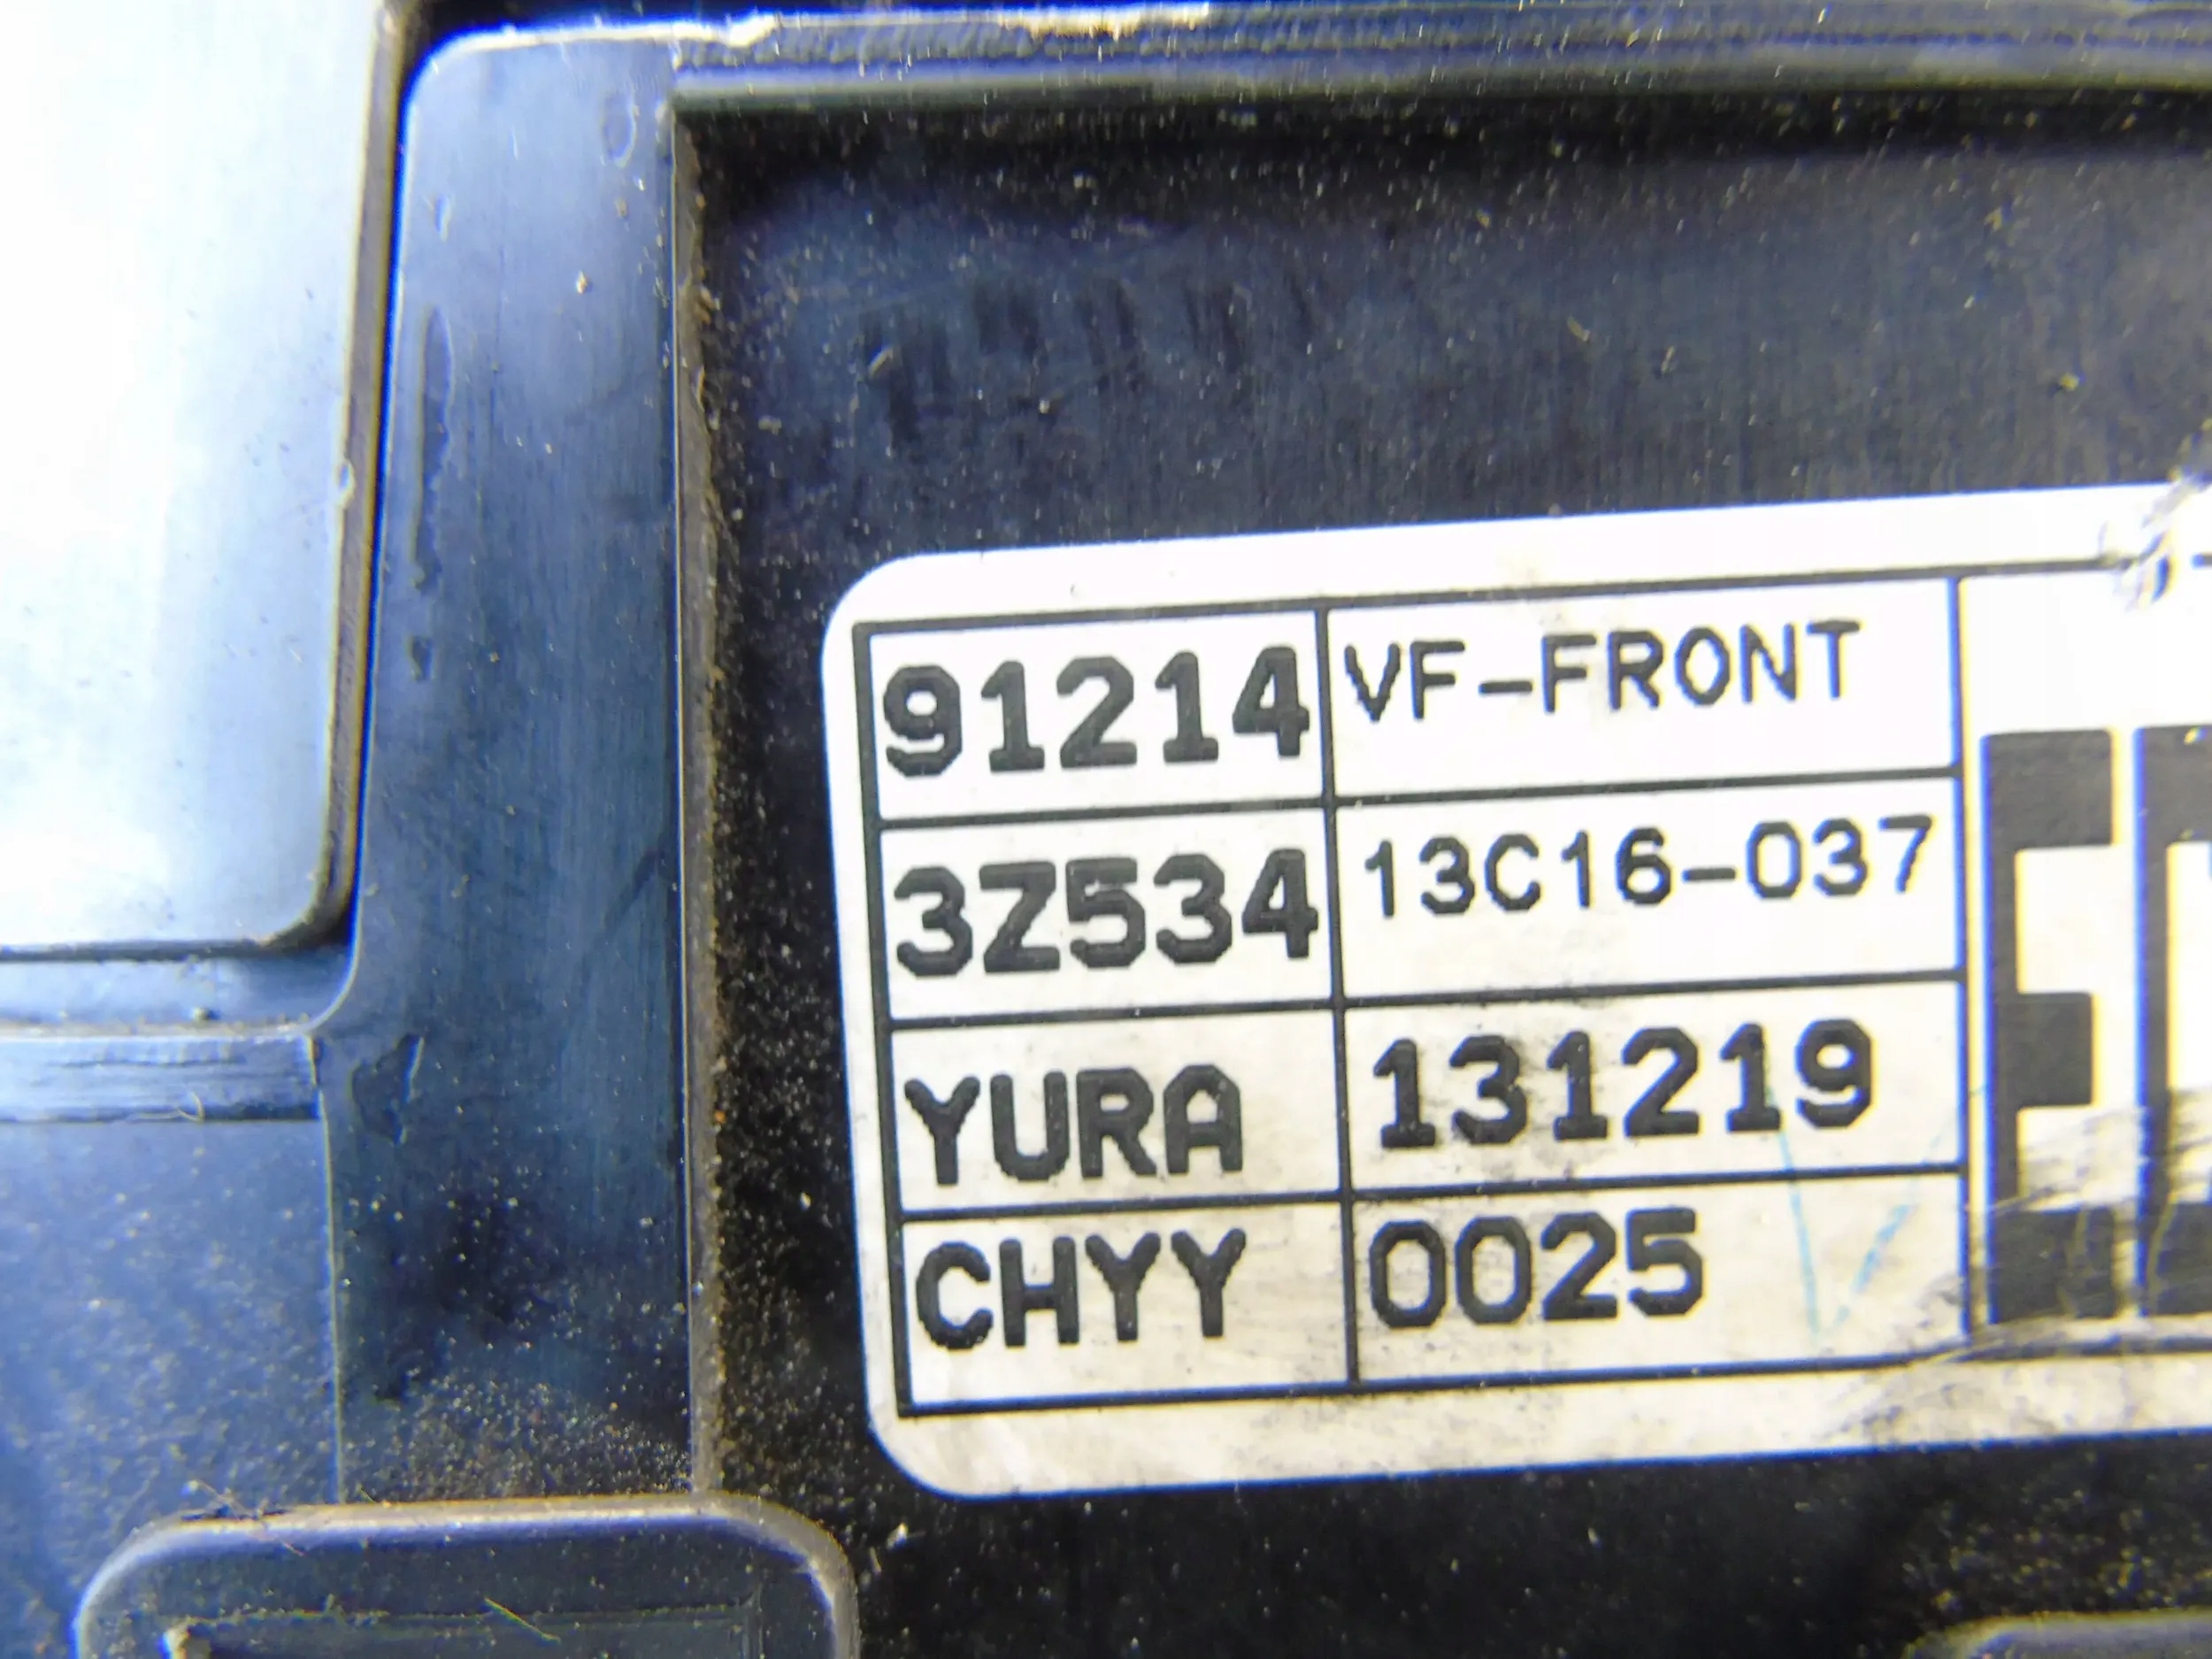 91214 VF-FRONT
3Z534 13C16-037
YURA 131219
CHYY 0025